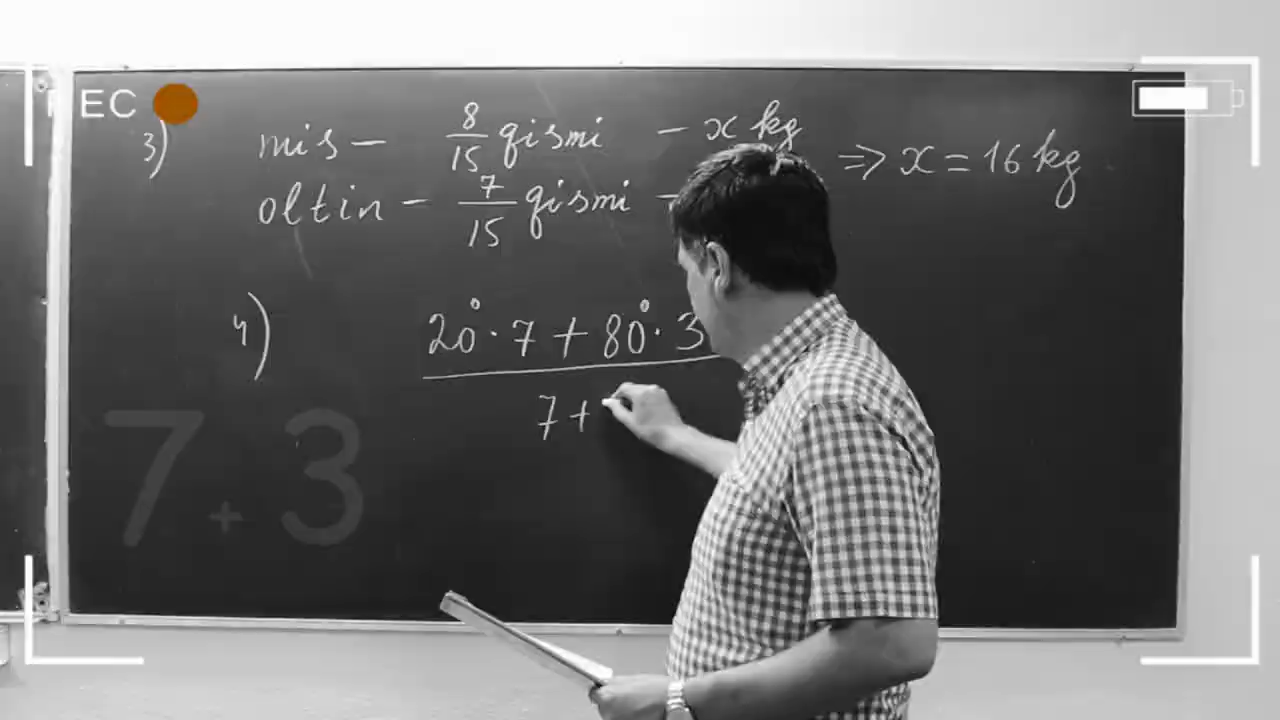 EC
3) mis – 8/15 qismi – x kg ⇒ x = 16 kg
oltin – 7/15 qismi –
4) 20° · 7 + 80° · 3
7 +
7 + 3